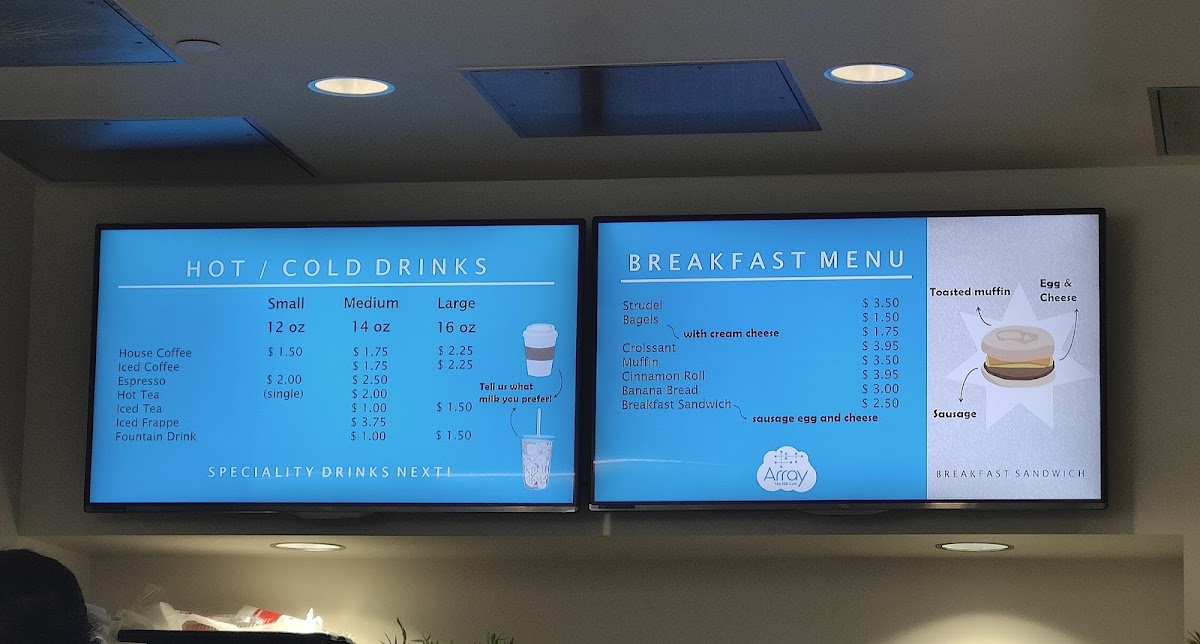 HOT / COLD DRINKS
Small Medium Large
12 oz 14 oz 16 oz
House Coffee $ 1.50 $ 1.75 $ 2.25
Iced Coffee $ 1.75 $ 2.25
Espresso $ 2.00 $ 2.50
Hot Tea (single) $ 2.00
Iced Tea $ 1.00 $ 1.50
Iced Frappe $ 3.75
Fountain Drink $ 1.00 $ 1.50
Tell us what
milk you prefer!
SPECIALITY DRINKS NEXT!
BREAKFAST MENU
Strudel $ 3.50
Bagels $ 1.50
with cream cheese $ 1.75
Croissant $ 3.95
Muffin $ 3.50
Cinnamon Roll $ 3.95
Banana Bread $ 3.00
Breakfast Sandwich $ 2.50
sausage egg and cheese
Array
Toasted muffin
Egg &
Cheese
Sausage
BREAKFAST SANDWICH